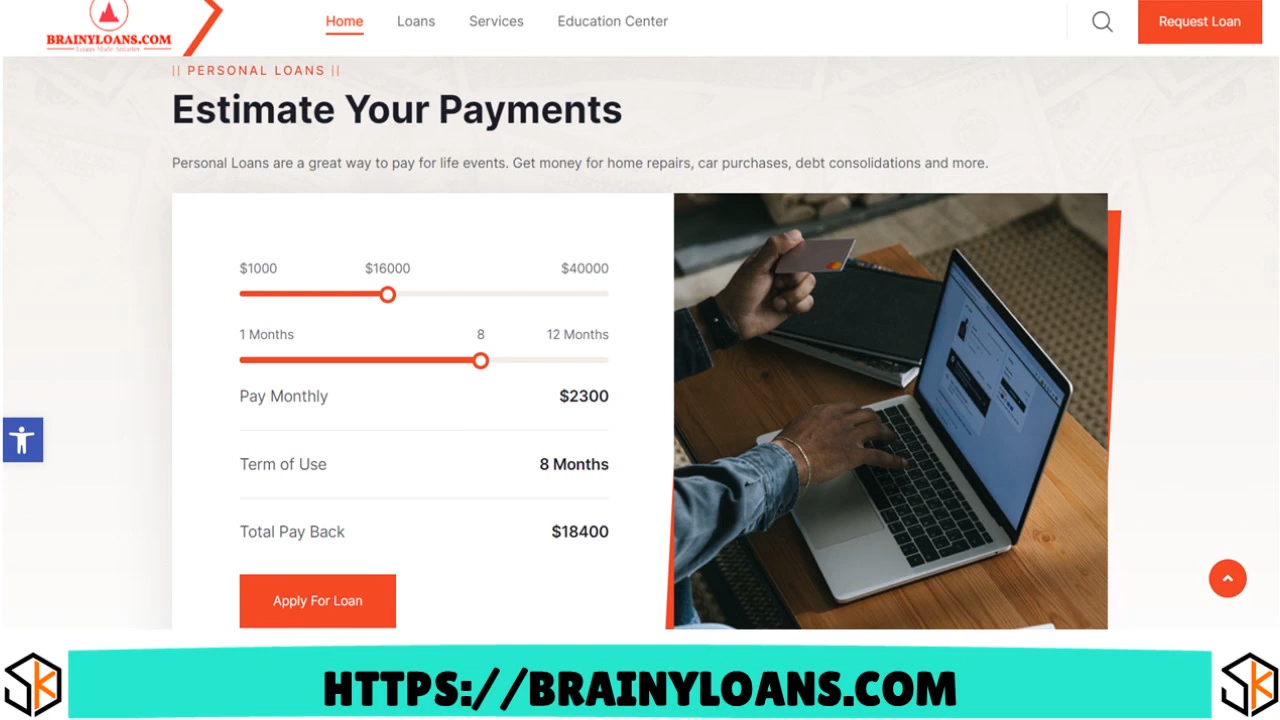 BRAINYLOANS.COM
Loans Made Smarter
Home Loans Services Education Center Request Loan
|| PERSONAL LOANS ||
Estimate Your Payments
Personal Loans are a great way to pay for life events. Get money for home repairs, car purchases, debt consolidations and more.
$1000 $16000 $40000
1 Months 8 12 Months
Pay Monthly $2300
Term of Use 8 Months
Total Pay Back $18400
Apply For Loan
HTTPS://BRAINYLOANS.COM